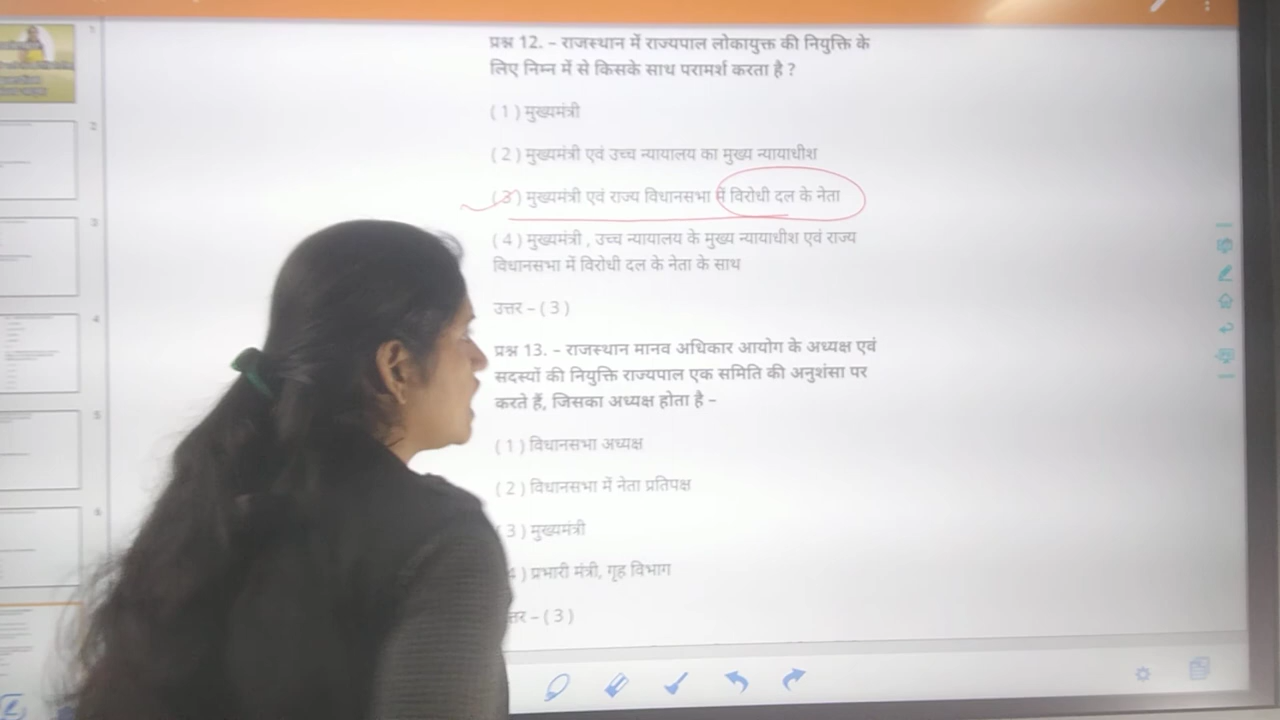 प्रश्न 12. – राजस्थान में राज्यपाल लोकायुक्त की नियुक्ति के
लिए निम्न में से किसके साथ परामर्श करता है ?
( 1 ) मुख्यमंत्री
( 2 ) मुख्यमंत्री एवं उच्च न्यायालय का मुख्य न्यायाधीश
( 3 ) मुख्यमंत्री एवं राज्य विधानसभा में विरोधी दल के नेता
( 4 ) मुख्यमंत्री , उच्च न्यायालय के मुख्य न्यायाधीश एवं राज्य
विधानसभा में विरोधी दल के नेता के साथ
उत्तर – ( 3 )
प्रश्न 13. – राजस्थान मानव अधिकार आयोग के अध्यक्ष एवं
सदस्यों की नियुक्ति राज्यपाल एक समिति की अनुशंसा पर
करते हैं, जिसका अध्यक्ष होता है –
( 1 ) विधानसभा अध्यक्ष
( 2 ) विधानसभा में नेता प्रतिपक्ष
3 ) मुख्यमंत्री
4 ) प्रभारी मंत्री, गृह विभाग
त्तर – ( 3 )